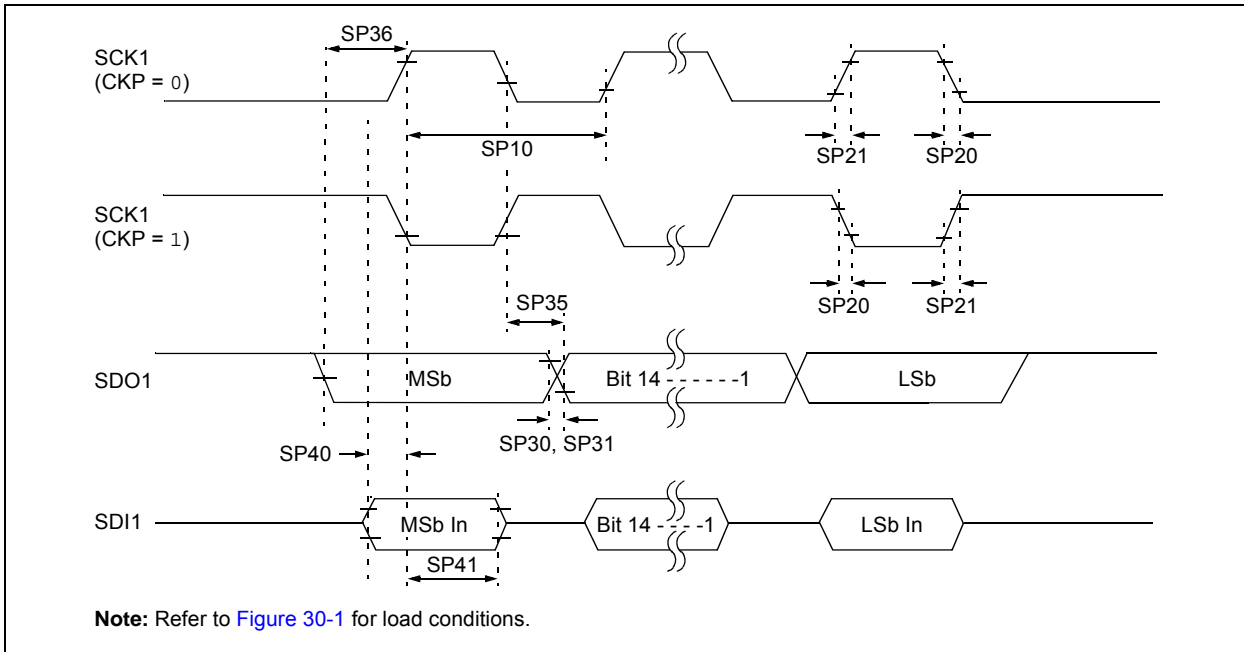 SP36
SCK1
(CKP = 0)
SP10
SP21
SP20
SCK1
(CKP = 1)
SP35
SP20
SP21
SDO1
MSb
Bit 14 - - - - - -1
LSb
SP30, SP31
SP40
SDI1
MSb In
Bit 14 - - - - -1
LSb In
SP41
Note: Refer to Figure 30-1 for load conditions.